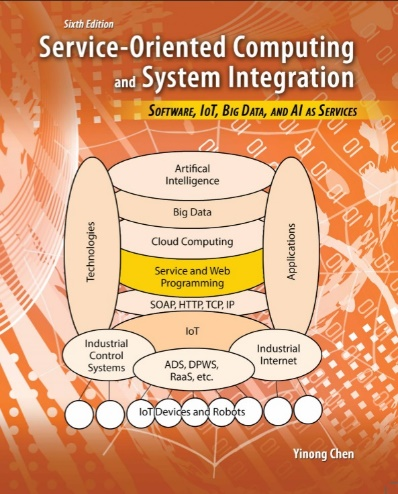 Sixth Edition
Service-Oriented Computing
and System Integration
Software, IoT, Big Data, and AI as Services
Artifical
Intelligence
Big Data
Cloud Computing
Technologies
Applications
Service and Web
Programming
SOAP, HTTP, TCP, IP
IoT
Industrial
Control
Systems
ADS, DPWS,
RaaS, etc.
Industrial
Internet
IoT Devices and Robots
Yinong Chen